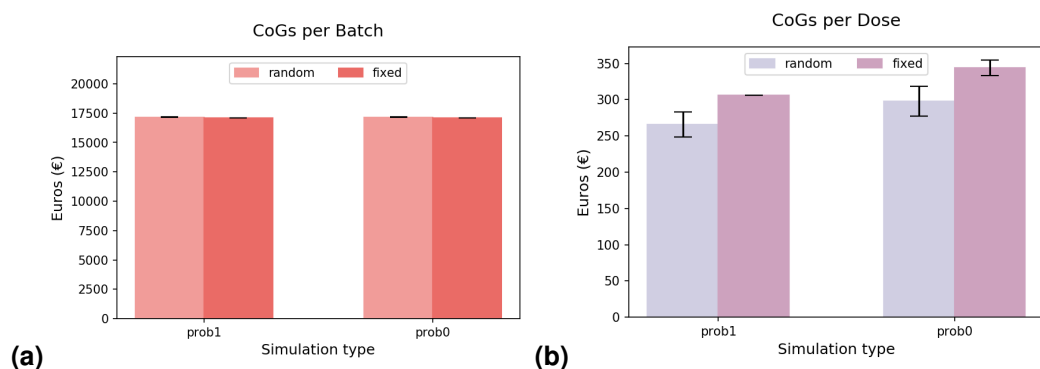 CoGs per Batch
random fixed
20000
17500
15000
12500
10000
7500
5000
2500
0
Euros (€)
prob1 prob0
Simulation type
(a)
CoGs per Dose
random fixed
350
300
250
200
150
100
50
0
Euros (€)
prob1 prob0
Simulation type
(b)